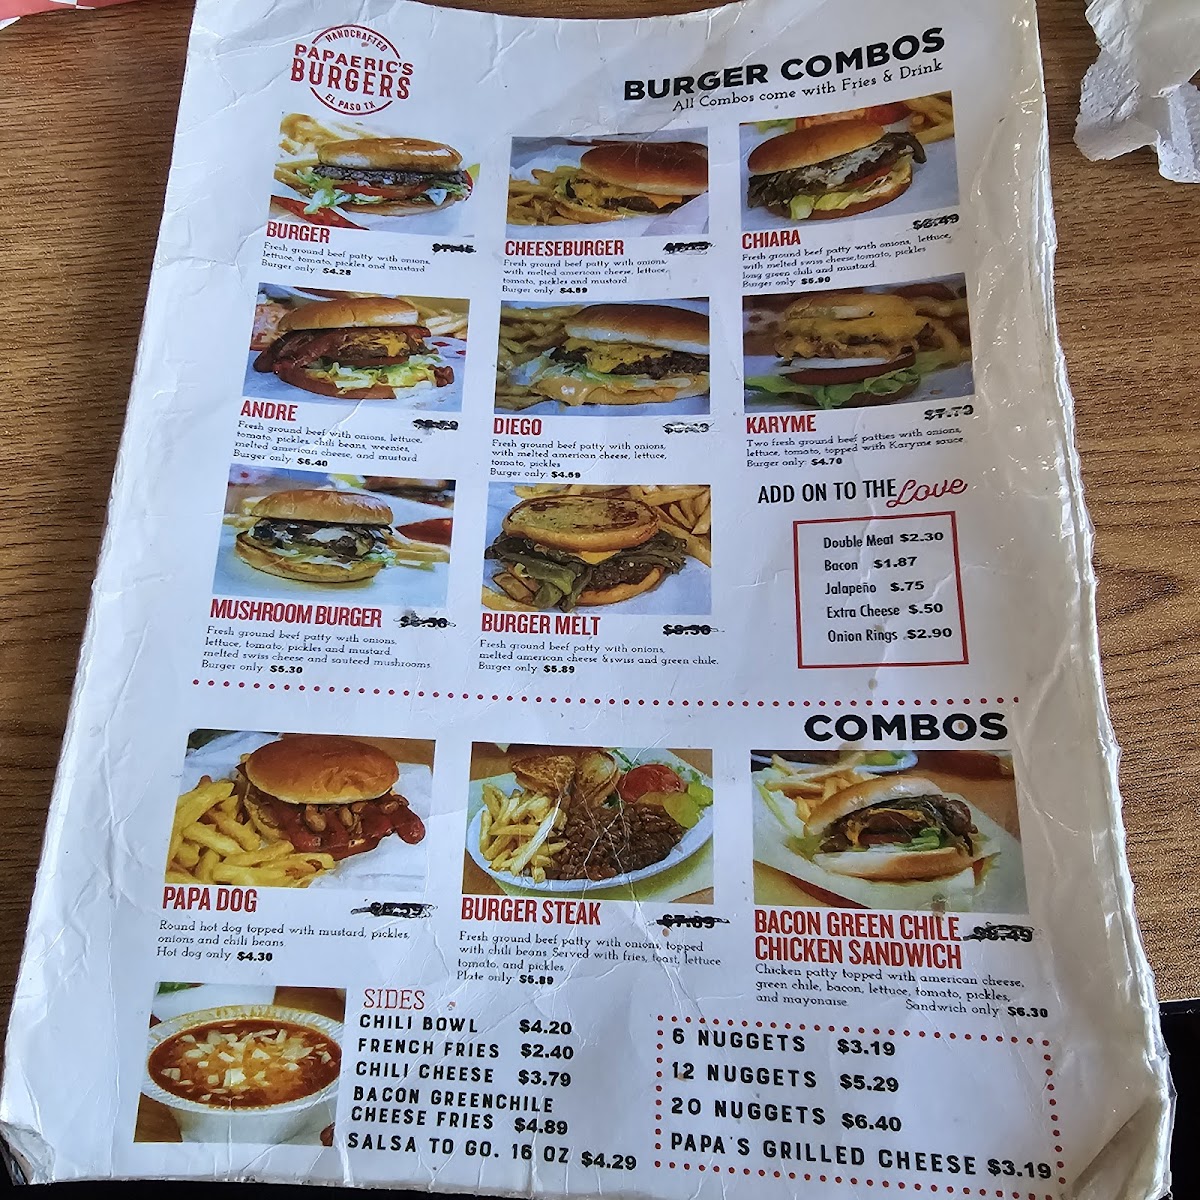 HANDCRAFTED
PAPAERIC'S
BURGERS
EL PASO TX
BURGER COMBOS
All Combos come with Fries & Drink
BURGER
$7.45
Fresh ground beef patty with onions,
lettuce, tomato, pickles and mustard
Burger only: $4.25
CHEESEBURGER
Fresh ground beef patty with onions,
with melted american cheese, lettuce,
tomato, pickles and mustard.
Burger only: $4.59
CHIARA
$8.49
Fresh ground beef patty with onions, lettuce,
with melted swiss cheese,tomato, pickles
long green chili and mustard.
Burger only: $5.90
ANDRE
Fresh ground beef with onions, lettuce,
tomato, pickles, chili beans, weenies,
melted american cheese, and mustard
Burger only: $6.40
DIEGO
Fresh ground beef patty with onions,
with melted american cheese, lettuce,
tomato, pickles
Burger only: $4.59
KARYME
$7.70
Two fresh ground beef patties with onions,
lettuce, tomato, topped with Karyme sauce.
Burger only: $4.70
MUSHROOM BURGER
Fresh ground beef patty with onions,
lettuce, tomato, pickles and mustard
melted swiss cheese and sauteed mushrooms.
Burger only: $5.30
BURGER MELT
$8.50
Fresh ground beef patty with onions,
melted american cheese & swiss and green chile.
Burger only: $5.89
ADD ON TO THE Love
Double Meat $2.30
Bacon $1.87
Jalapeño $.75
Extra Cheese $.50
Onion Rings $2.90
COMBOS
PAPA DOG
Round hot dog topped with mustard, pickles,
onions and chili beans
Hot dog only: $4.30
BURGER STEAK
$7.89
Fresh ground beef patty with onions, topped
with chili beans. Served with fries, toast, lettuce
tomato, and pickles.
Plate only: $5.89
BACON GREEN CHILE
CHICKEN SANDWICH
$8.49
Chicken patty topped with american cheese,
green chile, bacon, lettuce, tomato, pickles,
and mayonaise. Sandwich only: $6.30
SIDES
CHILI BOWL $4.20
FRENCH FRIES $2.40
CHILI CHEESE $3.79
BACON GREENCHILE
CHEESE FRIES $4.89
SALSA TO GO. 16 OZ $4.29
6 NUGGETS $3.19
12 NUGGETS $5.29
20 NUGGETS $6.40
PAPA'S GRILLED CHEESE $3.19